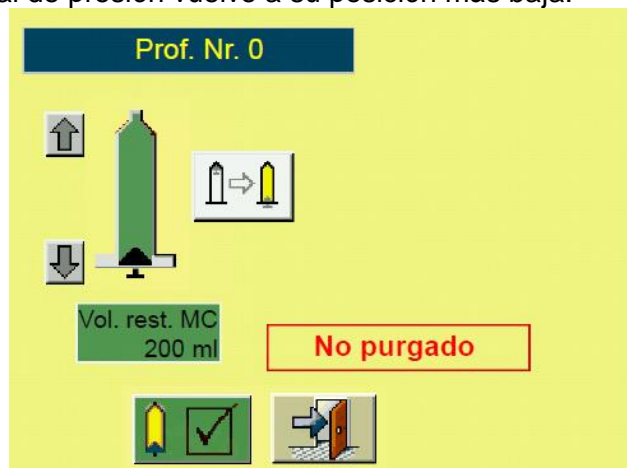 al de presión vuelve a su posición más baja.
Prof. Nr. 0
Vol. rest. MC
200 ml
No purgado